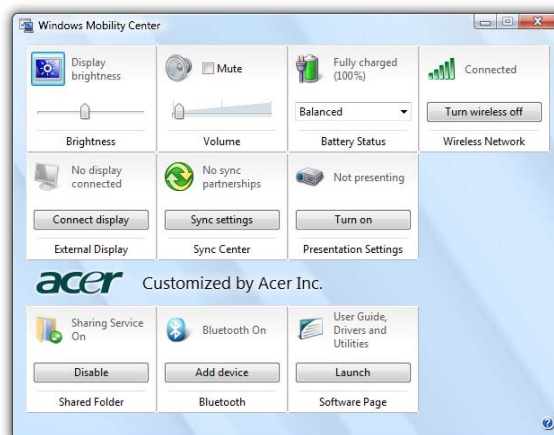 Windows Mobility Center
Display
brightness
Brightness
Mute
Volume
Fully charged
(100%)
Balanced
Battery Status
Connected
Turn wireless off
Wireless Network
No display
connected
Connect display
External Display
No sync
partnerships
Sync settings
Sync Center
Not presenting
Turn on
Presentation Settings
acer Customized by Acer Inc.
Sharing Service
On
Disable
Shared Folder
Bluetooth On
Add device
Bluetooth
User Guide,
Drivers and
Utilities
Launch
Software Page
?